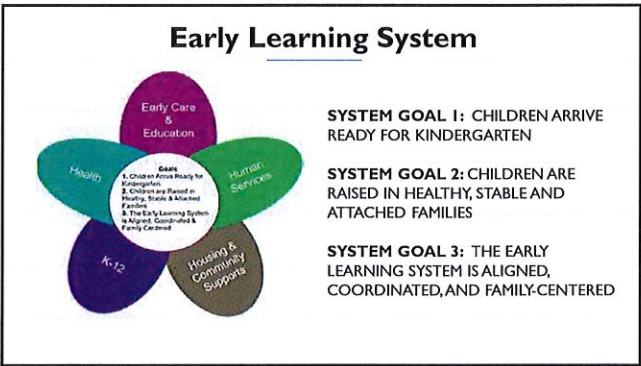 Early Learning System
Early Care
&
Education
Health
Human
Services
K-12
Housing &
Community
Supports
Goals
1. Children Arrive Ready for
Kindergarten
2. Children are Raised in
Healthy, Stable & Attached
Families
3. The Early Learning System
is Aligned, Coordinated &
Family Centered
SYSTEM GOAL 1: CHILDREN ARRIVE
READY FOR KINDERGARTEN
SYSTEM GOAL 2: CHILDREN ARE
RAISED IN HEALTHY, STABLE AND
ATTACHED FAMILIES
SYSTEM GOAL 3: THE EARLY
LEARNING SYSTEM IS ALIGNED,
COORDINATED, AND FAMILY-CENTERED